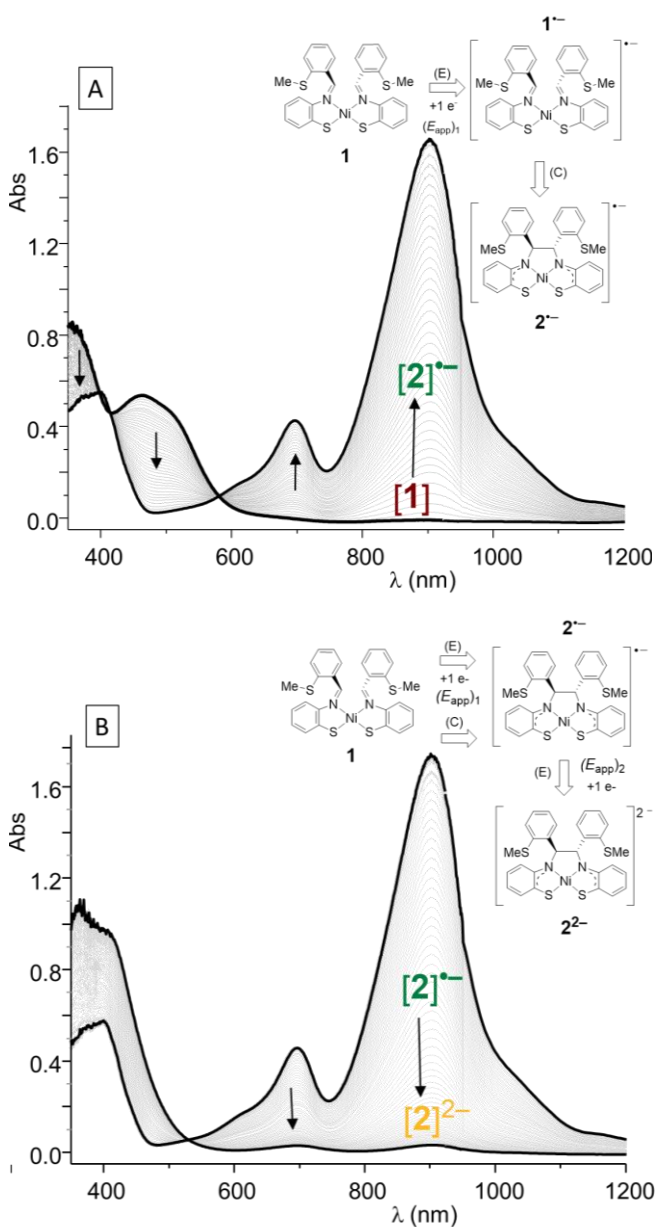 A
Abs
1.6
1.2
0.8
0.4
0.0
400
600
800
1000
1200
λ (nm)
SMe
S-Me
N
N
Ni
S
S
1
(E)
+1 e-
(Eapp)1
1•−
•−
Me-S
S-Me
N
N
Ni
S
S
(C)
•−
MeS
SMe
N
N
Ni
S
S
2•−
[2]•−
[1]
B
Abs
1.6
1.2
0.8
0.4
0.0
400
600
800
1000
1200
λ (nm)
Me-S
S-Me
N
N
Ni
S
S
1
(E)
+1 e-
(Eapp)1
(C)
2•−
•−
MeS
SMe
N
N
Ni
S
S
(E)
(Eapp)2
+1 e-
2 −
MeS
SMe
N
N
Ni
S
S
2²−
[2]•−
[2]²−